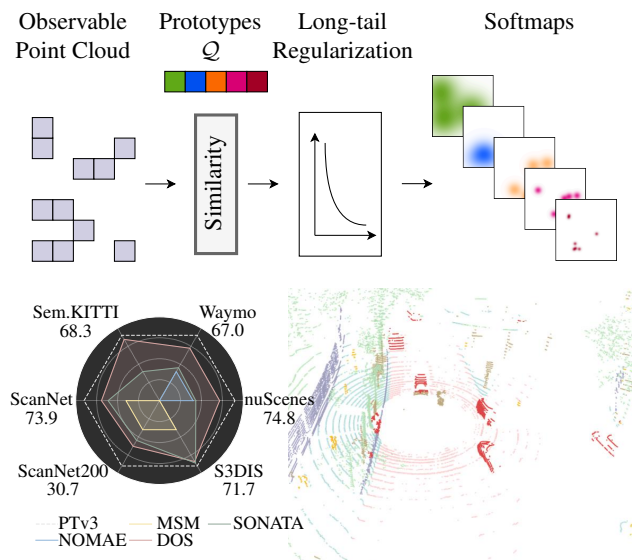 Observable
Point Cloud
Prototypes
Q
Long-tail
Regularization
Softmaps
Similarity
Sem.KITTI
68.3
Waymo
67.0
ScanNet
73.9
nuScenes
74.8
ScanNet200
30.7
S3DIS
71.7
PTv3 MSM SONATA
NOMAE DOS